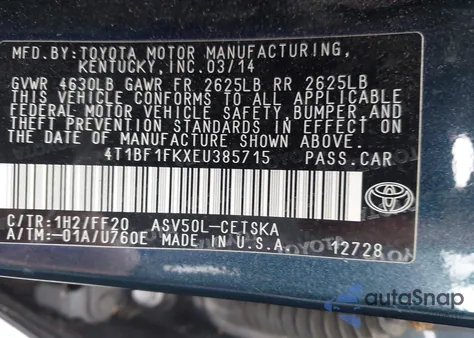 MFD.BY:TOYOTA MOTOR MANUFACTURING,
KENTUCKY, INC. 03/14
GVWR 4630LB GAWR FR 2625LB RR 2625LB
THIS VEHICLE CONFORMS TO ALL APPLICABLE
FEDERAL MOTOR VEHICLE SAFETY, BUMPER, AND
THEFT PREVENTION STANDARDS IN EFFECT ON
THE DATE OF MANUFACTURE SHOWN ABOVE.
4T1BF1FKXEU385715 PASS.CAR
C/TR:1H2/FF20 ASV50L-CETSKA
A/TM:-01A/U760E MADE IN U.S.A. 12728
TOYOTA
autaSnap